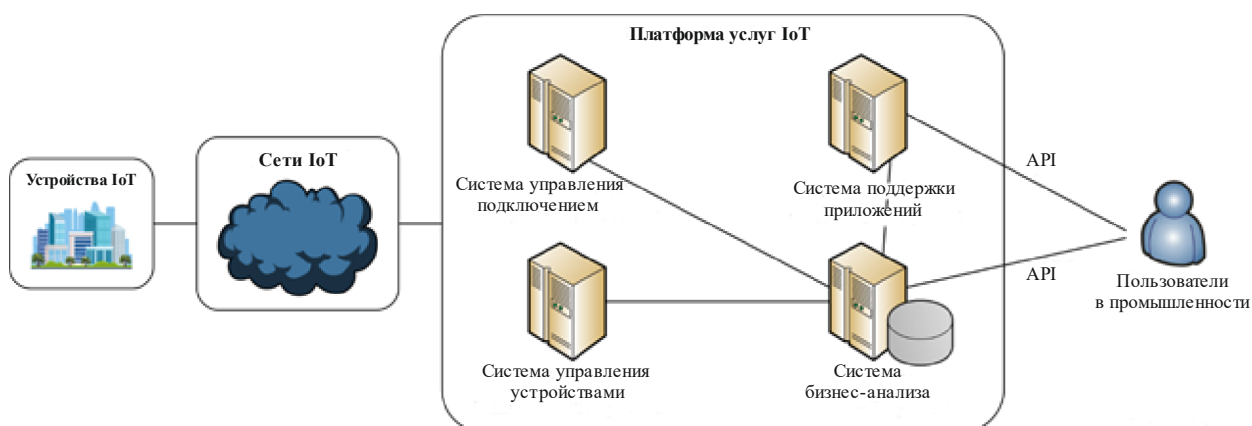 Платформа услуг IoT
Сети IoT
Устройства IoT
Система управления
подключением
Система поддержки
приложений
API
API
Пользователи
в промышленности
Система управления
устройствами
Система
бизнес-анализа